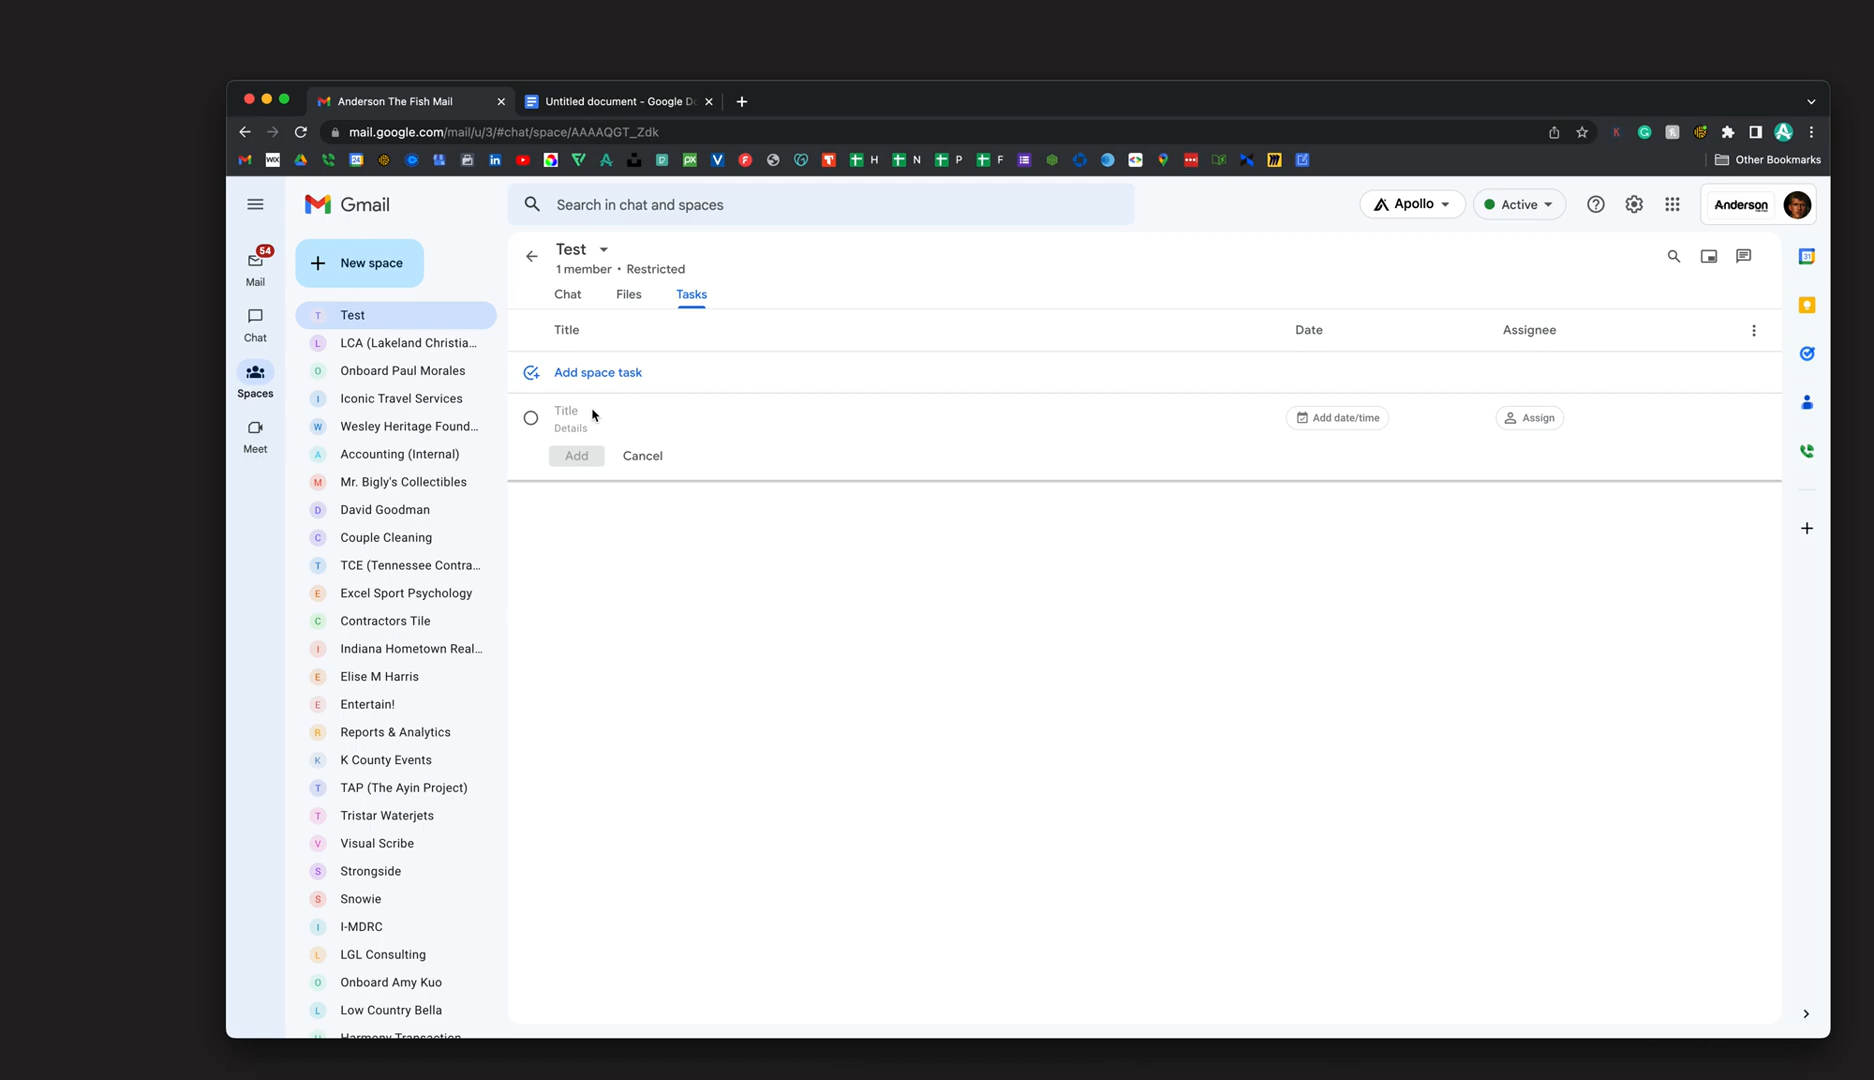 Anderson The Fish Mail
Untitled document - Google Do
mail.google.com/mail/u/3/#chat/space/AAAAQGT_Zdk
H
N
P
F
Other Bookmarks
Gmail
Search in chat and spaces
Apollo
Active
Anderson
54
Mail
Chat
Spaces
Meet
New space
T Test
L LCA (Lakeland Christia...
O Onboard Paul Morales
I Iconic Travel Services
W Wesley Heritage Found...
A Accounting (Internal)
M Mr. Bigly's Collectibles
D David Goodman
C Couple Cleaning
T TCE (Tennessee Contra...
E Excel Sport Psychology
C Contractors Tile
I Indiana Hometown Real...
E Elise M Harris
E Entertain!
R Reports & Analytics
K K County Events
T TAP (The Ayin Project)
T Tristar Waterjets
V Visual Scribe
S Strongside
S Snowie
I I-MDRC
L LGL Consulting
O Onboard Amy Kuo
L Low Country Bella
Harmony Transaction
Test
1 member • Restricted
Chat Files Tasks
Title Date Assignee
Add space task
Title
Details
Add date/time
Assign
Add Cancel